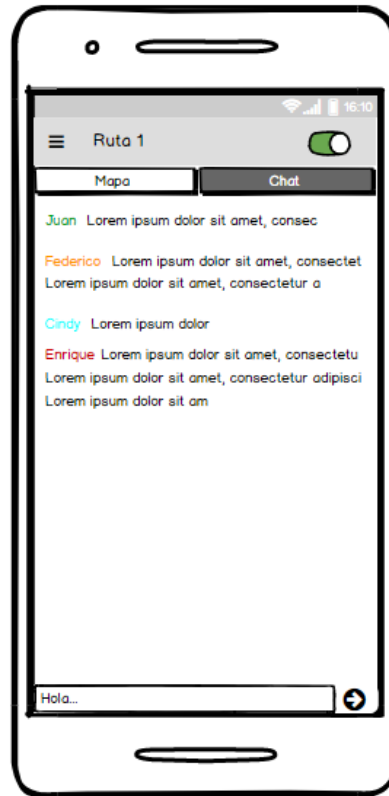 16:10
Ruta 1
Mapa Chat
Juan Lorem ipsum dolor sit amet, consec
Federico Lorem ipsum dolor sit amet, consectet
Lorem ipsum dolor sit amet, consectetur a
Cindy Lorem ipsum dolor
Enrique Lorem ipsum dolor sit amet, consectetu
Lorem ipsum dolor sit amet, consectetur adipisci
Lorem ipsum dolor sit am
Hola...